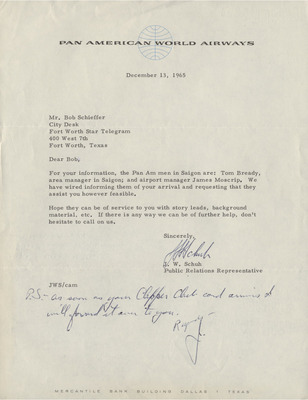 PAN AMERICAN WORLD AIRWAYS
December 13, 1965
Mr. Bob Schieffer
City Desk
Fort Worth Star Telegram
400 West 7th
Fort Worth, Texas
Dear Bob,
For your information, the Pan Am men in Saigon are: Tom Bready,
area manager in Saigon; and airport manager James Moscrip. We
have wired informing them of your arrival and requesting that they
assist you however feasible.
Hope they can be of service to you with story leads, background
material, etc. If there is any way we can be of further help, don't
hesitate to call on us.
Sincerely,
J. W. Schuh
Public Relations Representative
JWS/cam
P.S. - as soon as your Clipper Club card arrives I
will forward it over to you.
MERCANTILE BANK BUILDING DALLAS 1 TEXAS